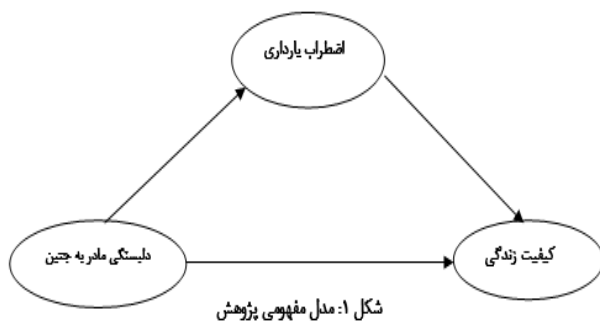 اضطراب بارداری
دلبستگی مادر به جنین
کیفیت زندگی
شکل ۱: مدل مفهومی پژوهش